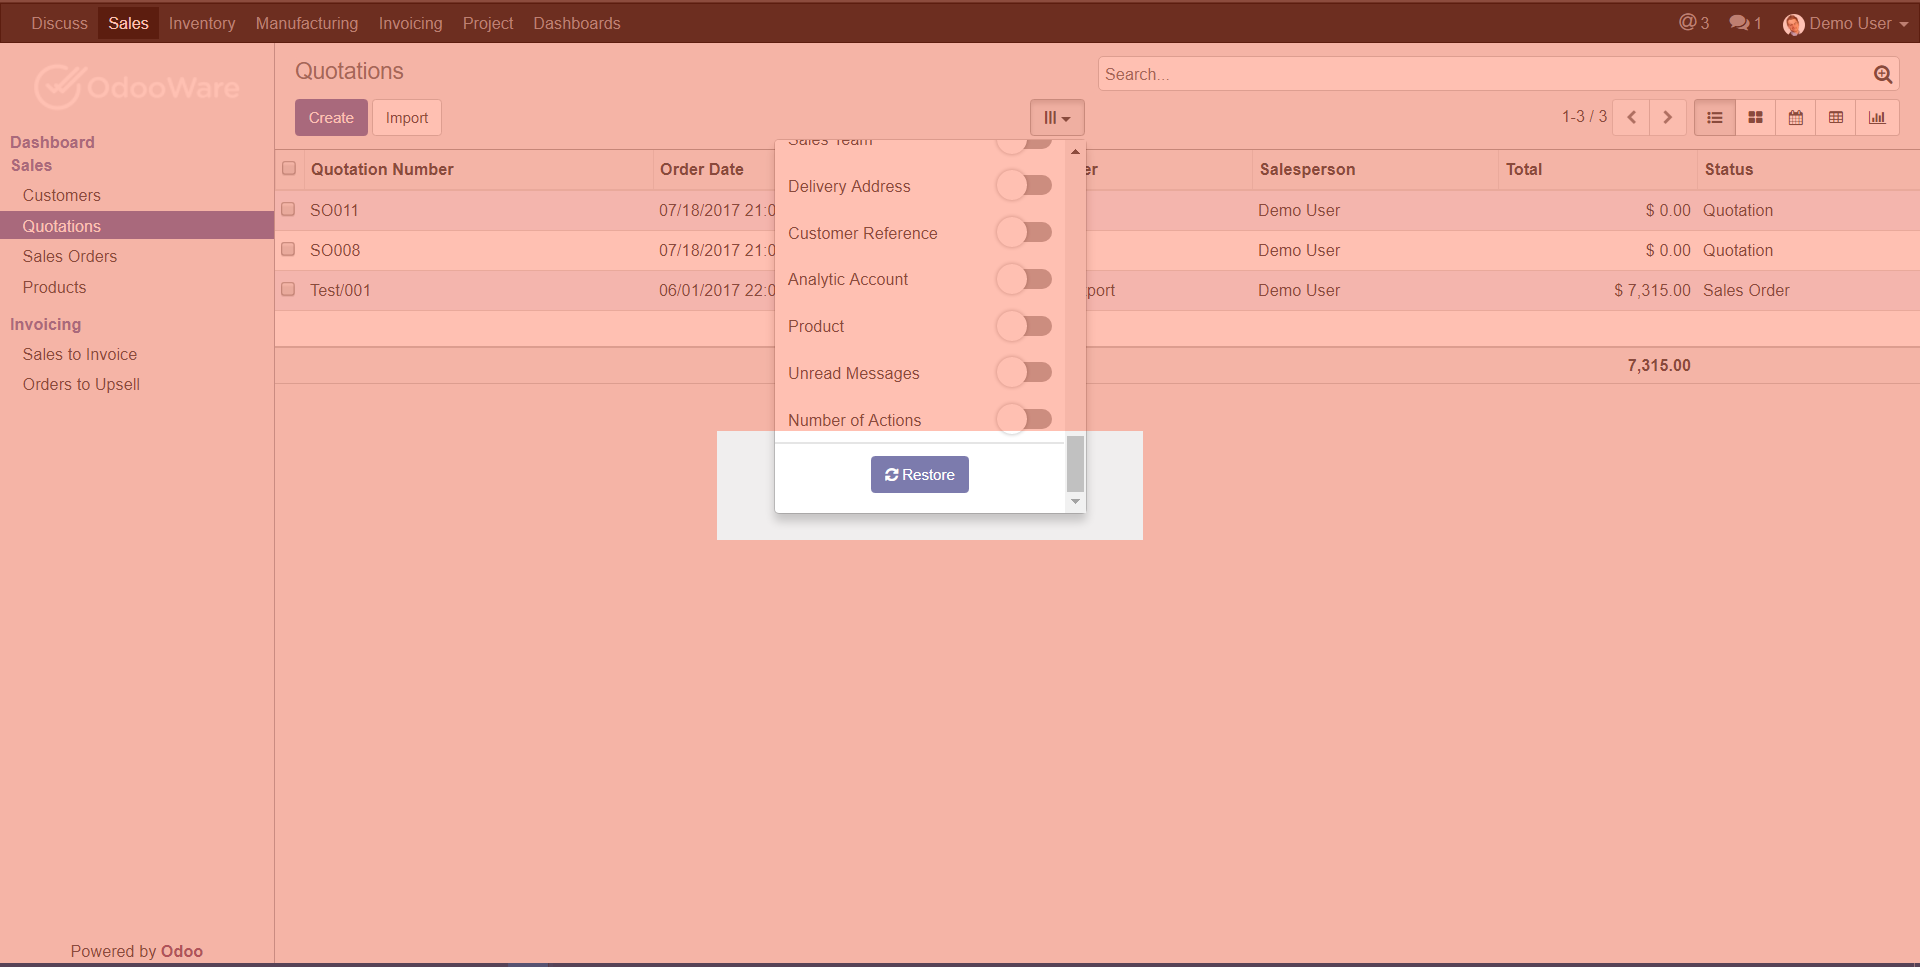 Discuss Sales Inventory Manufacturing Invoicing Project Dashboards @ 3 1 Demo User
OdooWare
Quotations
Search...
Create Import
1-3 / 3
Dashboard
Sales
Customers
Quotations
Sales Orders
Products
Invoicing
Sales to Invoice
Orders to Upsell
Powered by Odoo
Quotation Number Order Date er Salesperson Total Status
SO011 07/18/2017 21:0 Demo User $ 0.00 Quotation
SO008 07/18/2017 21:0 Demo User $ 0.00 Quotation
Test/001 06/01/2017 22:0 port Demo User $ 7,315.00 Sales Order
7,315.00
Sales Team
Delivery Address
Customer Reference
Analytic Account
Product
Unread Messages
Number of Actions
Restore